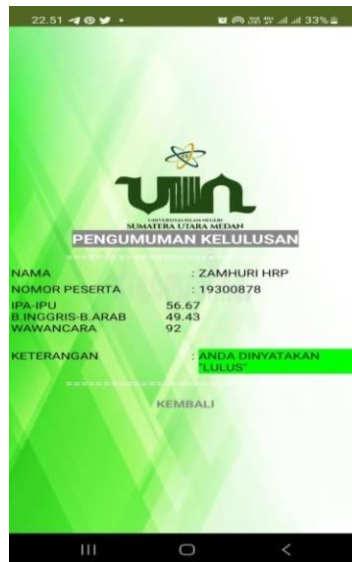 22.51
33%
UIN
UNIVERSITAS ISLAM NEGERI
SUMATERA UTARA MEDAN
PENGUMUMAN KELULUSAN
NAMA : ZAMHURI HRP
NOMOR PESERTA : 19300878
IPA-IPU 56.67
B.INGGRIS-B.ARAB 49.43
WAWANCARA 92
KETERANGAN : ANDA DINYATAKAN
"LULUS"
KEMBALI